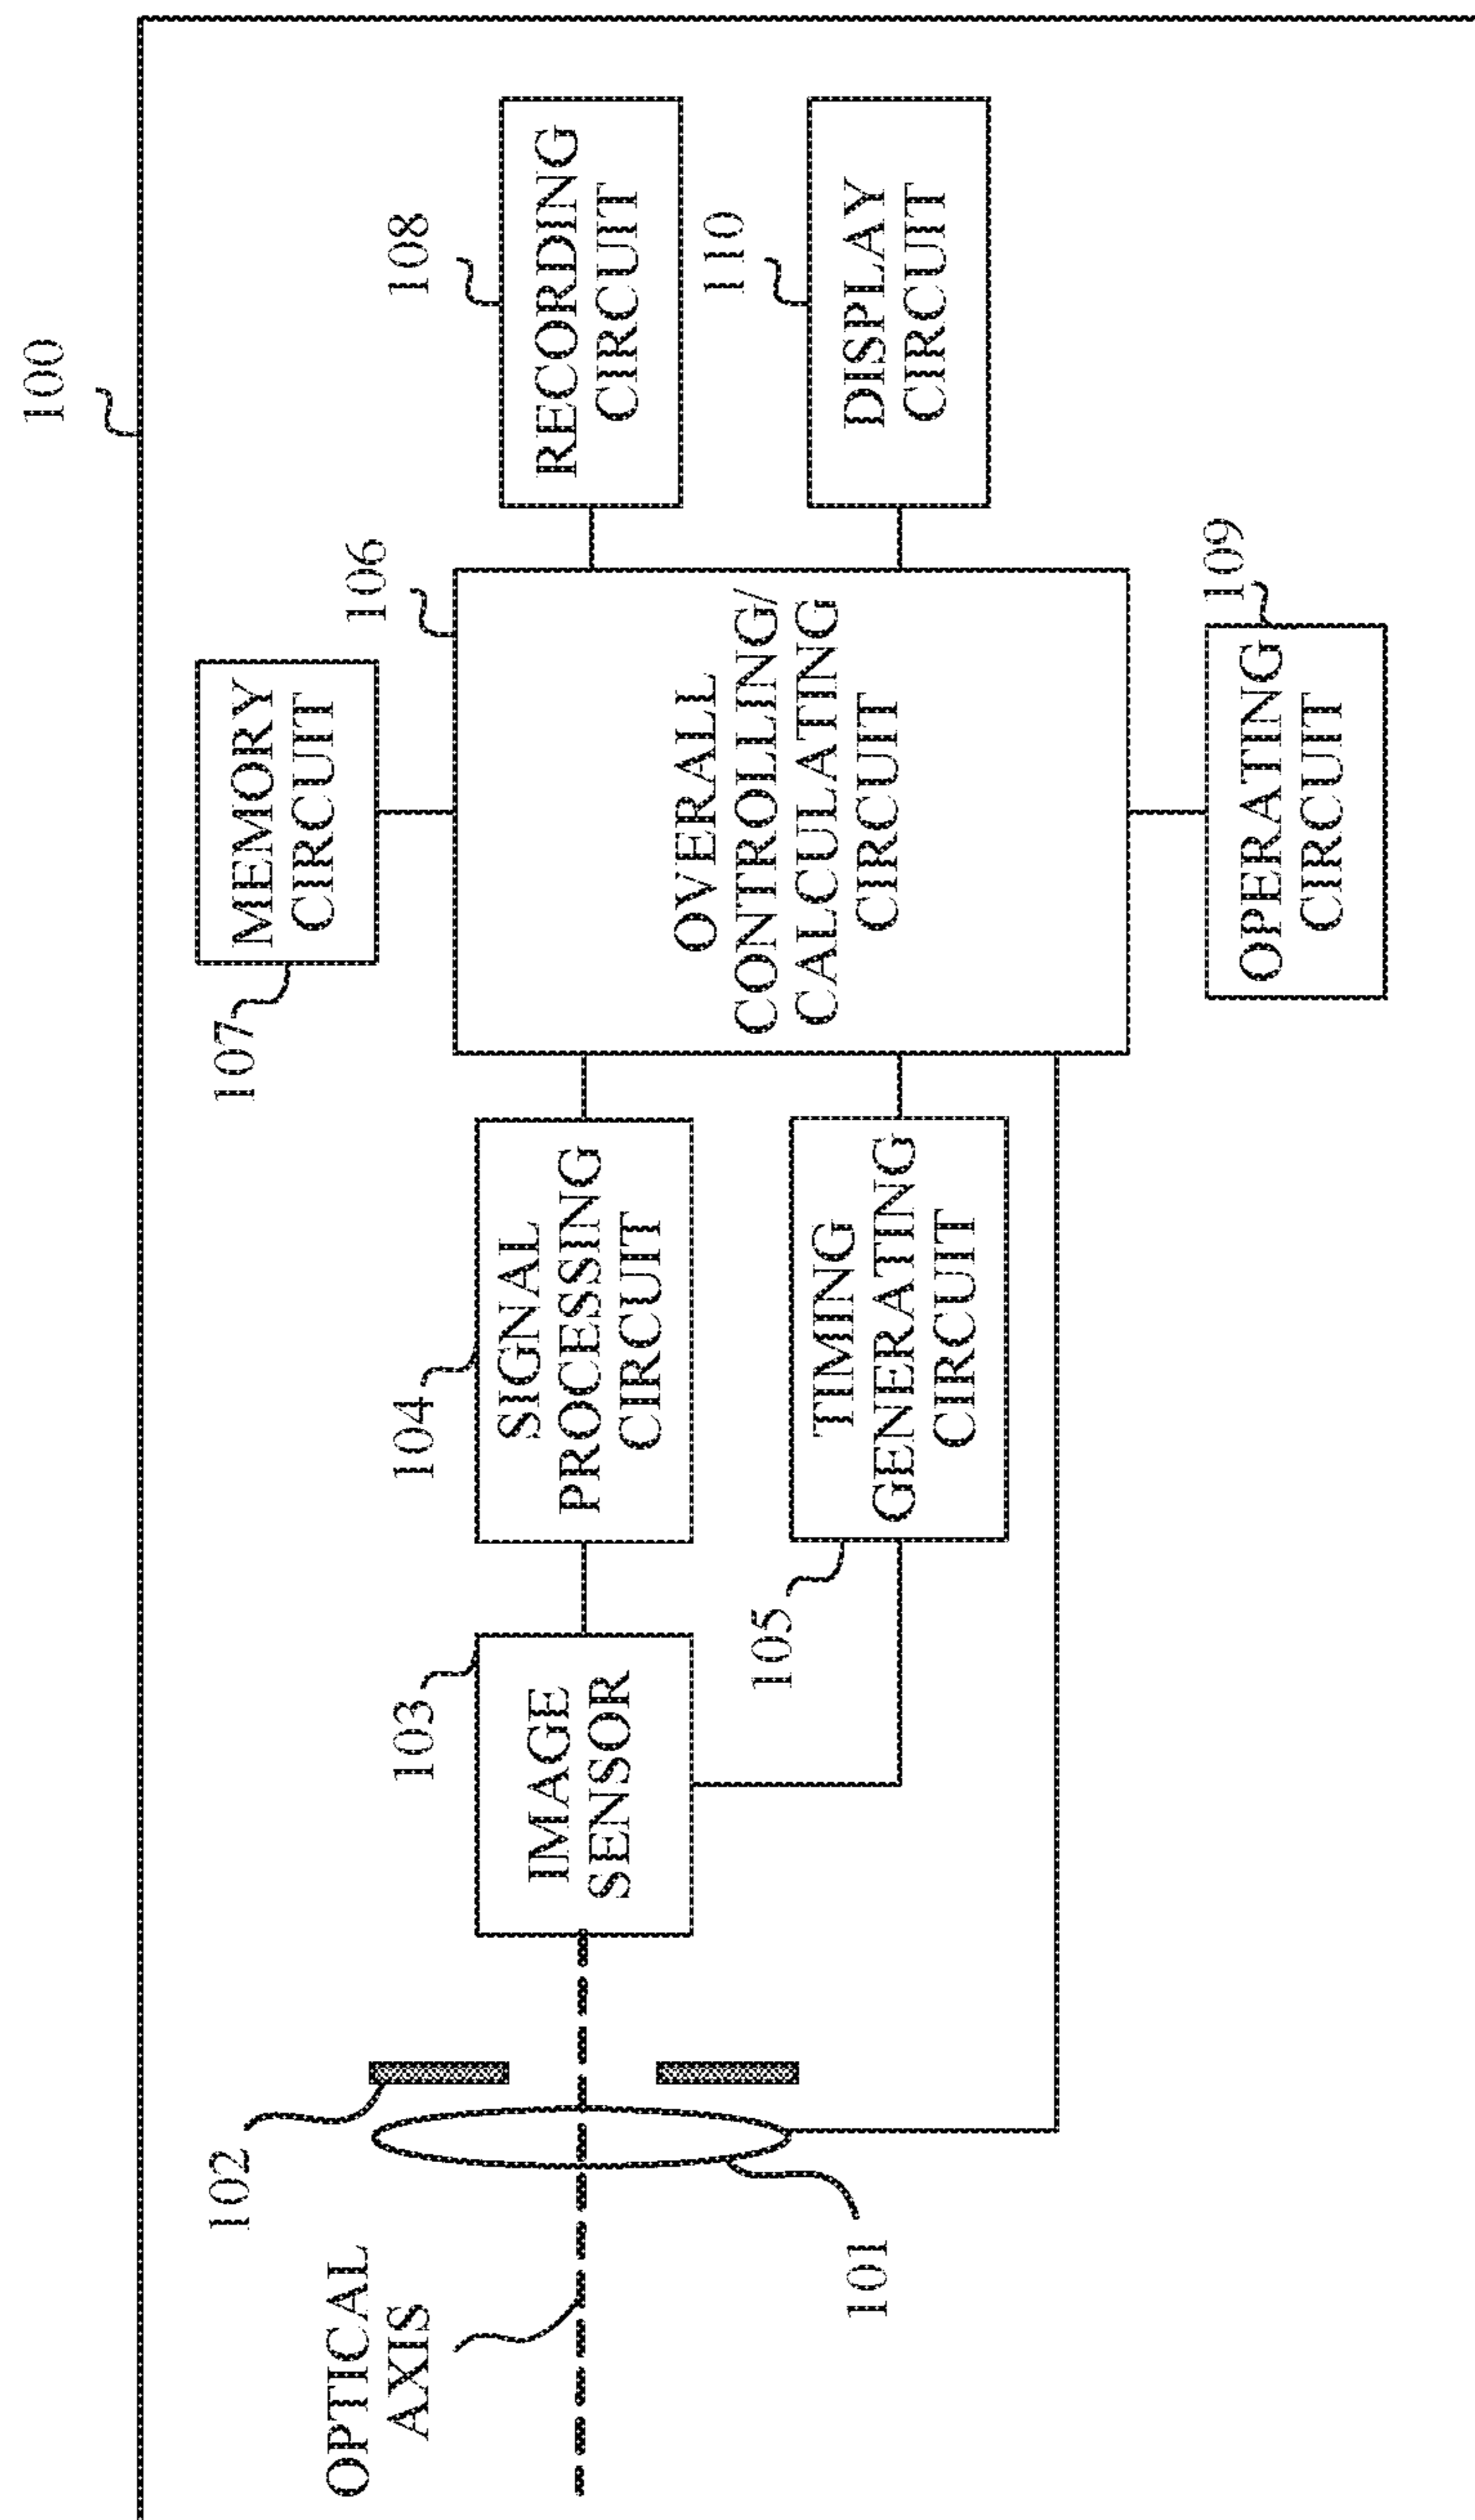 100
OPTICAL
AXIS
102
101
103
IMAGE
SENSOR
104
SIGNAL
PROCESSING
CIRCUIT
105
TIMING
GENERATING
CIRCUIT
107
MEMORY
CIRCUIT
106
OVERALL
CONTROLLING/
CALCULATING
CIRCUIT
109
OPERATING
CIRCUIT
108
RECORDING
CIRCUIT
110
DISPLAY
CIRCUIT